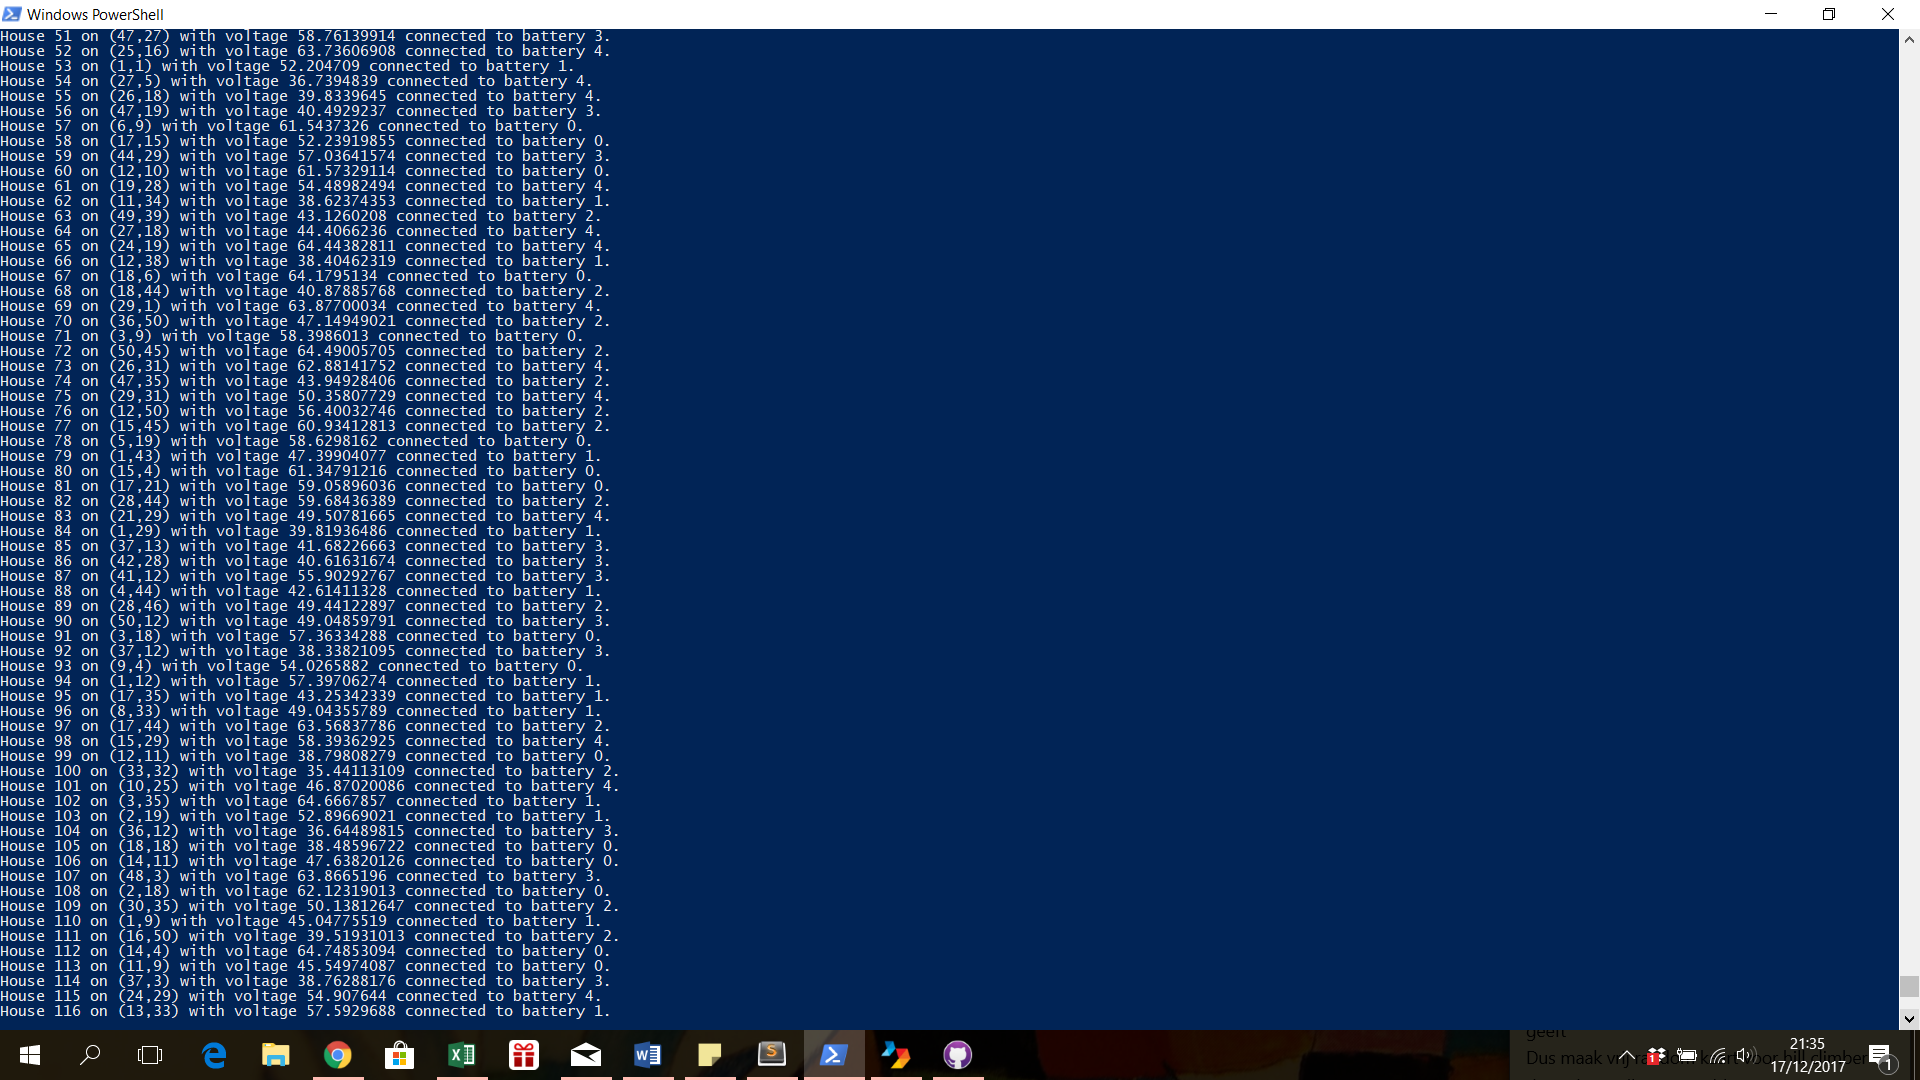 Windows PowerShell
House 51 on (47,27) with voltage 58.76139914 connected to battery 3.
House 52 on (25,16) with voltage 63.73606908 connected to battery 4.
House 53 on (1,1) with voltage 52.204709 connected to battery 1.
House 54 on (27,5) with voltage 36.7394839 connected to battery 4.
House 55 on (26,18) with voltage 39.8339645 connected to battery 4.
House 56 on (47,19) with voltage 40.4929237 connected to battery 3.
House 57 on (6,9) with voltage 61.5437326 connected to battery 0.
House 58 on (17,15) with voltage 52.23919855 connected to battery 0.
House 59 on (44,29) with voltage 57.03641574 connected to battery 3.
House 60 on (12,10) with voltage 61.57329114 connected to battery 0.
House 61 on (19,28) with voltage 54.48982494 connected to battery 4.
House 62 on (11,34) with voltage 38.62374353 connected to battery 1.
House 63 on (49,39) with voltage 43.1260208 connected to battery 2.
House 64 on (27,18) with voltage 44.4066236 connected to battery 4.
House 65 on (24,19) with voltage 64.44382811 connected to battery 4.
House 66 on (12,38) with voltage 38.40462319 connected to battery 1.
House 67 on (18,6) with voltage 64.1795134 connected to battery 0.
House 68 on (18,44) with voltage 40.87885768 connected to battery 2.
House 69 on (29,1) with voltage 63.87700034 connected to battery 4.
House 70 on (36,50) with voltage 47.14949021 connected to battery 2.
House 71 on (3,9) with voltage 58.3986013 connected to battery 0.
House 72 on (50,45) with voltage 64.49005705 connected to battery 2.
House 73 on (26,31) with voltage 62.88141752 connected to battery 4.
House 74 on (47,35) with voltage 43.94928406 connected to battery 2.
House 75 on (29,31) with voltage 50.35807729 connected to battery 4.
House 76 on (12,50) with voltage 56.40032746 connected to battery 2.
House 77 on (15,45) with voltage 60.93412813 connected to battery 2.
House 78 on (5,19) with voltage 58.6298162 connected to battery 0.
House 79 on (1,43) with voltage 47.39904077 connected to battery 1.
House 80 on (15,4) with voltage 61.34791216 connected to battery 0.
House 81 on (17,21) with voltage 59.05896036 connected to battery 0.
House 82 on (28,44) with voltage 59.68436389 connected to battery 2.
House 83 on (21,29) with voltage 49.50781665 connected to battery 4.
House 84 on (1,29) with voltage 39.81936486 connected to battery 1.
House 85 on (37,13) with voltage 41.68226663 connected to battery 3.
House 86 on (42,28) with voltage 40.61631674 connected to battery 3.
House 87 on (41,12) with voltage 55.90292767 connected to battery 3.
House 88 on (4,44) with voltage 42.61411328 connected to battery 1.
House 89 on (28,46) with voltage 49.44122897 connected to battery 2.
House 90 on (50,12) with voltage 49.04859791 connected to battery 3.
House 91 on (3,18) with voltage 57.36334288 connected to battery 0.
House 92 on (37,12) with voltage 38.33821095 connected to battery 3.
House 93 on (9,4) with voltage 54.0265882 connected to battery 0.
House 94 on (1,12) with voltage 57.39706274 connected to battery 1.
House 95 on (17,35) with voltage 43.25342339 connected to battery 1.
House 96 on (8,33) with voltage 49.04355789 connected to battery 1.
House 97 on (17,44) with voltage 63.56837786 connected to battery 2.
House 98 on (15,29) with voltage 58.39362925 connected to battery 4.
House 99 on (12,11) with voltage 38.79808279 connected to battery 0.
House 100 on (33,32) with voltage 35.44113109 connected to battery 2.
House 101 on (10,25) with voltage 46.87020086 connected to battery 4.
House 102 on (3,35) with voltage 64.6667857 connected to battery 1.
House 103 on (2,19) with voltage 52.89669021 connected to battery 1.
House 104 on (36,12) with voltage 36.64489815 connected to battery 3.
House 105 on (18,18) with voltage 38.48596722 connected to battery 0.
House 106 on (14,11) with voltage 47.63820126 connected to battery 0.
House 107 on (48,3) with voltage 63.8665196 connected to battery 3.
House 108 on (2,18) with voltage 62.12319013 connected to battery 0.
House 109 on (30,35) with voltage 50.13812647 connected to battery 2.
House 110 on (1,9) with voltage 45.04775519 connected to battery 1.
House 111 on (16,50) with voltage 39.51931013 connected to battery 2.
House 112 on (14,4) with voltage 64.74853094 connected to battery 0.
House 113 on (11,9) with voltage 45.54974087 connected to battery 0.
House 114 on (37,3) with voltage 38.76288176 connected to battery 3.
House 115 on (24,29) with voltage 54.907644 connected to battery 4.
House 116 on (13,33) with voltage 57.5929688 connected to battery 1.
geeft
Dus maak hill climber
21:35
17/12/2017
1